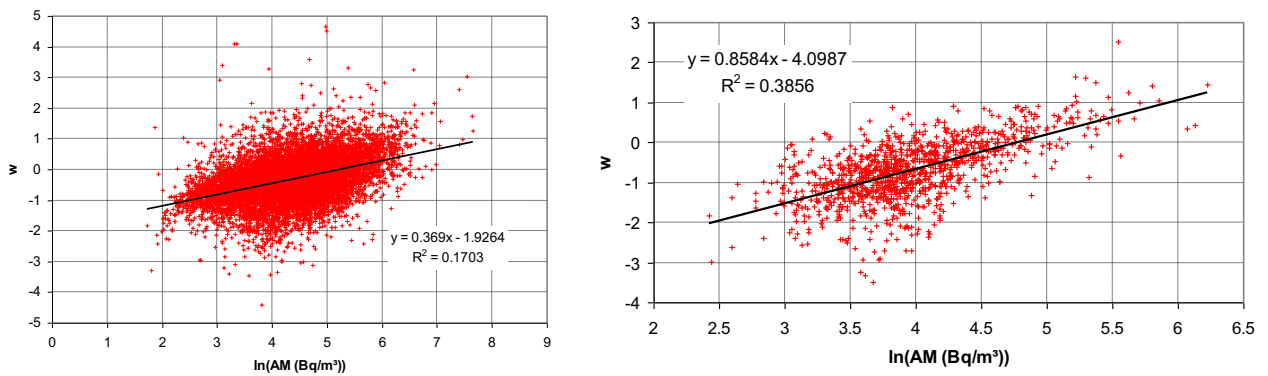 5
4
3
2
1
0
-1
-2
-3
-4
-5
w
y = 0.369x - 1.9264
R² = 0.1703
0 1 2 3 4 5 6 7 8 9
ln(AM (Bq/m³))
3
2
1
0
-1
-2
-3
-4
w
y = 0.8584x - 4.0987
R² = 0.3856
2 2.5 3 3.5 4 4.5 5 5.5 6 6.5
ln(AM (Bq/m³))